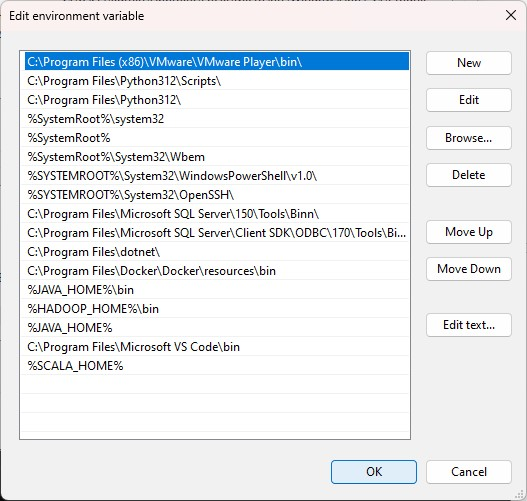 Edit environment variable
C:\Program Files (x86)\VMware\VMware Player\bin\
C:\Program Files\Python312\Scripts\
C:\Program Files\Python312\
%SystemRoot%\system32
%SystemRoot%
%SystemRoot%\System32\Wbem
%SYSTEMROOT%\System32\WindowsPowerShell\v1.0\
%SYSTEMROOT%\System32\OpenSSH\
C:\Program Files\Microsoft SQL Server\150\Tools\Binn\
C:\Program Files\Microsoft SQL Server\Client SDK\ODBC\170\Tools\Bi...
C:\Program Files\dotnet\
C:\Program Files\Docker\Docker\resources\bin
%JAVA_HOME%\bin
%HADOOP_HOME%\bin
%JAVA_HOME%
C:\Program Files\Microsoft VS Code\bin
%SCALA_HOME%
New
Edit
Browse...
Delete
Move Up
Move Down
Edit text...
OK
Cancel